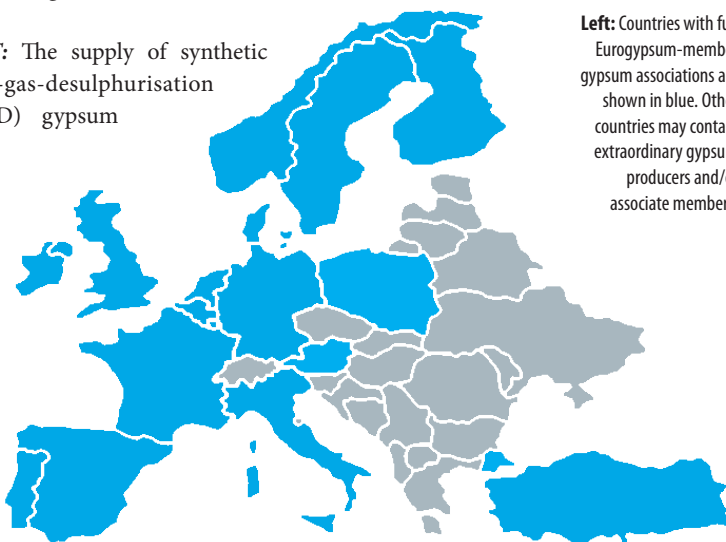 The supply of synthetic
-gas-desulphurisation
gypsum
Left: Countries with
Eurogypsum-memb
gypsum associations a
shown in blue. Oth
countries may conta
extraordinary gypsu
producers and/
associate member